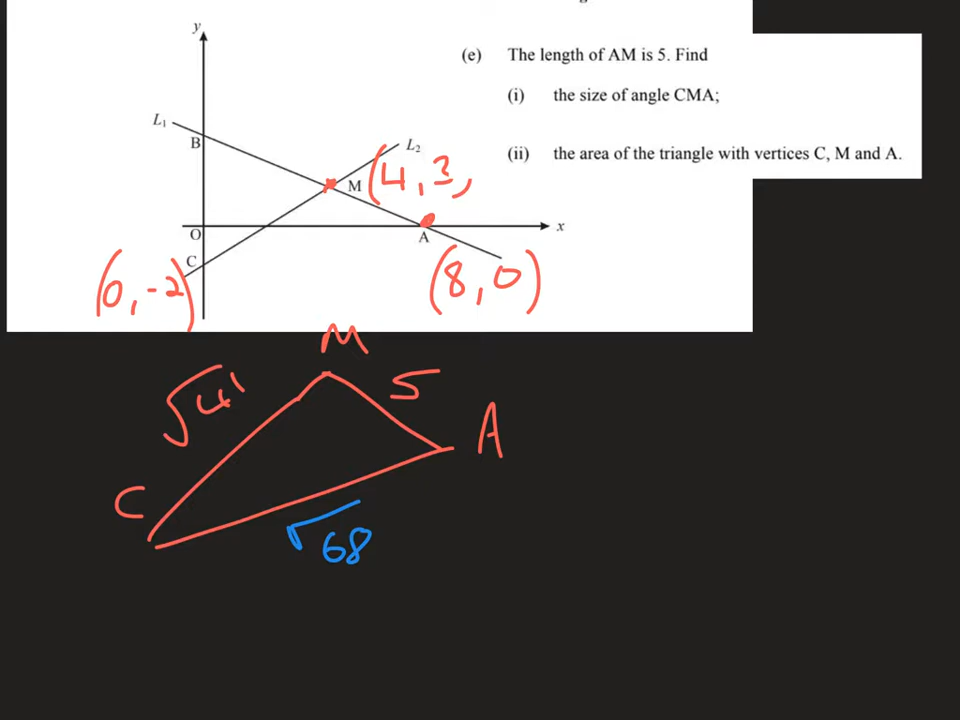 y
(e) The length of AM is 5. Find
(i) the size of angle CMA;
L₁
B
L₂
(ii) the area of the triangle with vertices C, M and A.
M (4, 3,
x
O
A
C
(0, -2)
(8, 0)
M
√41
5
A
C
√68